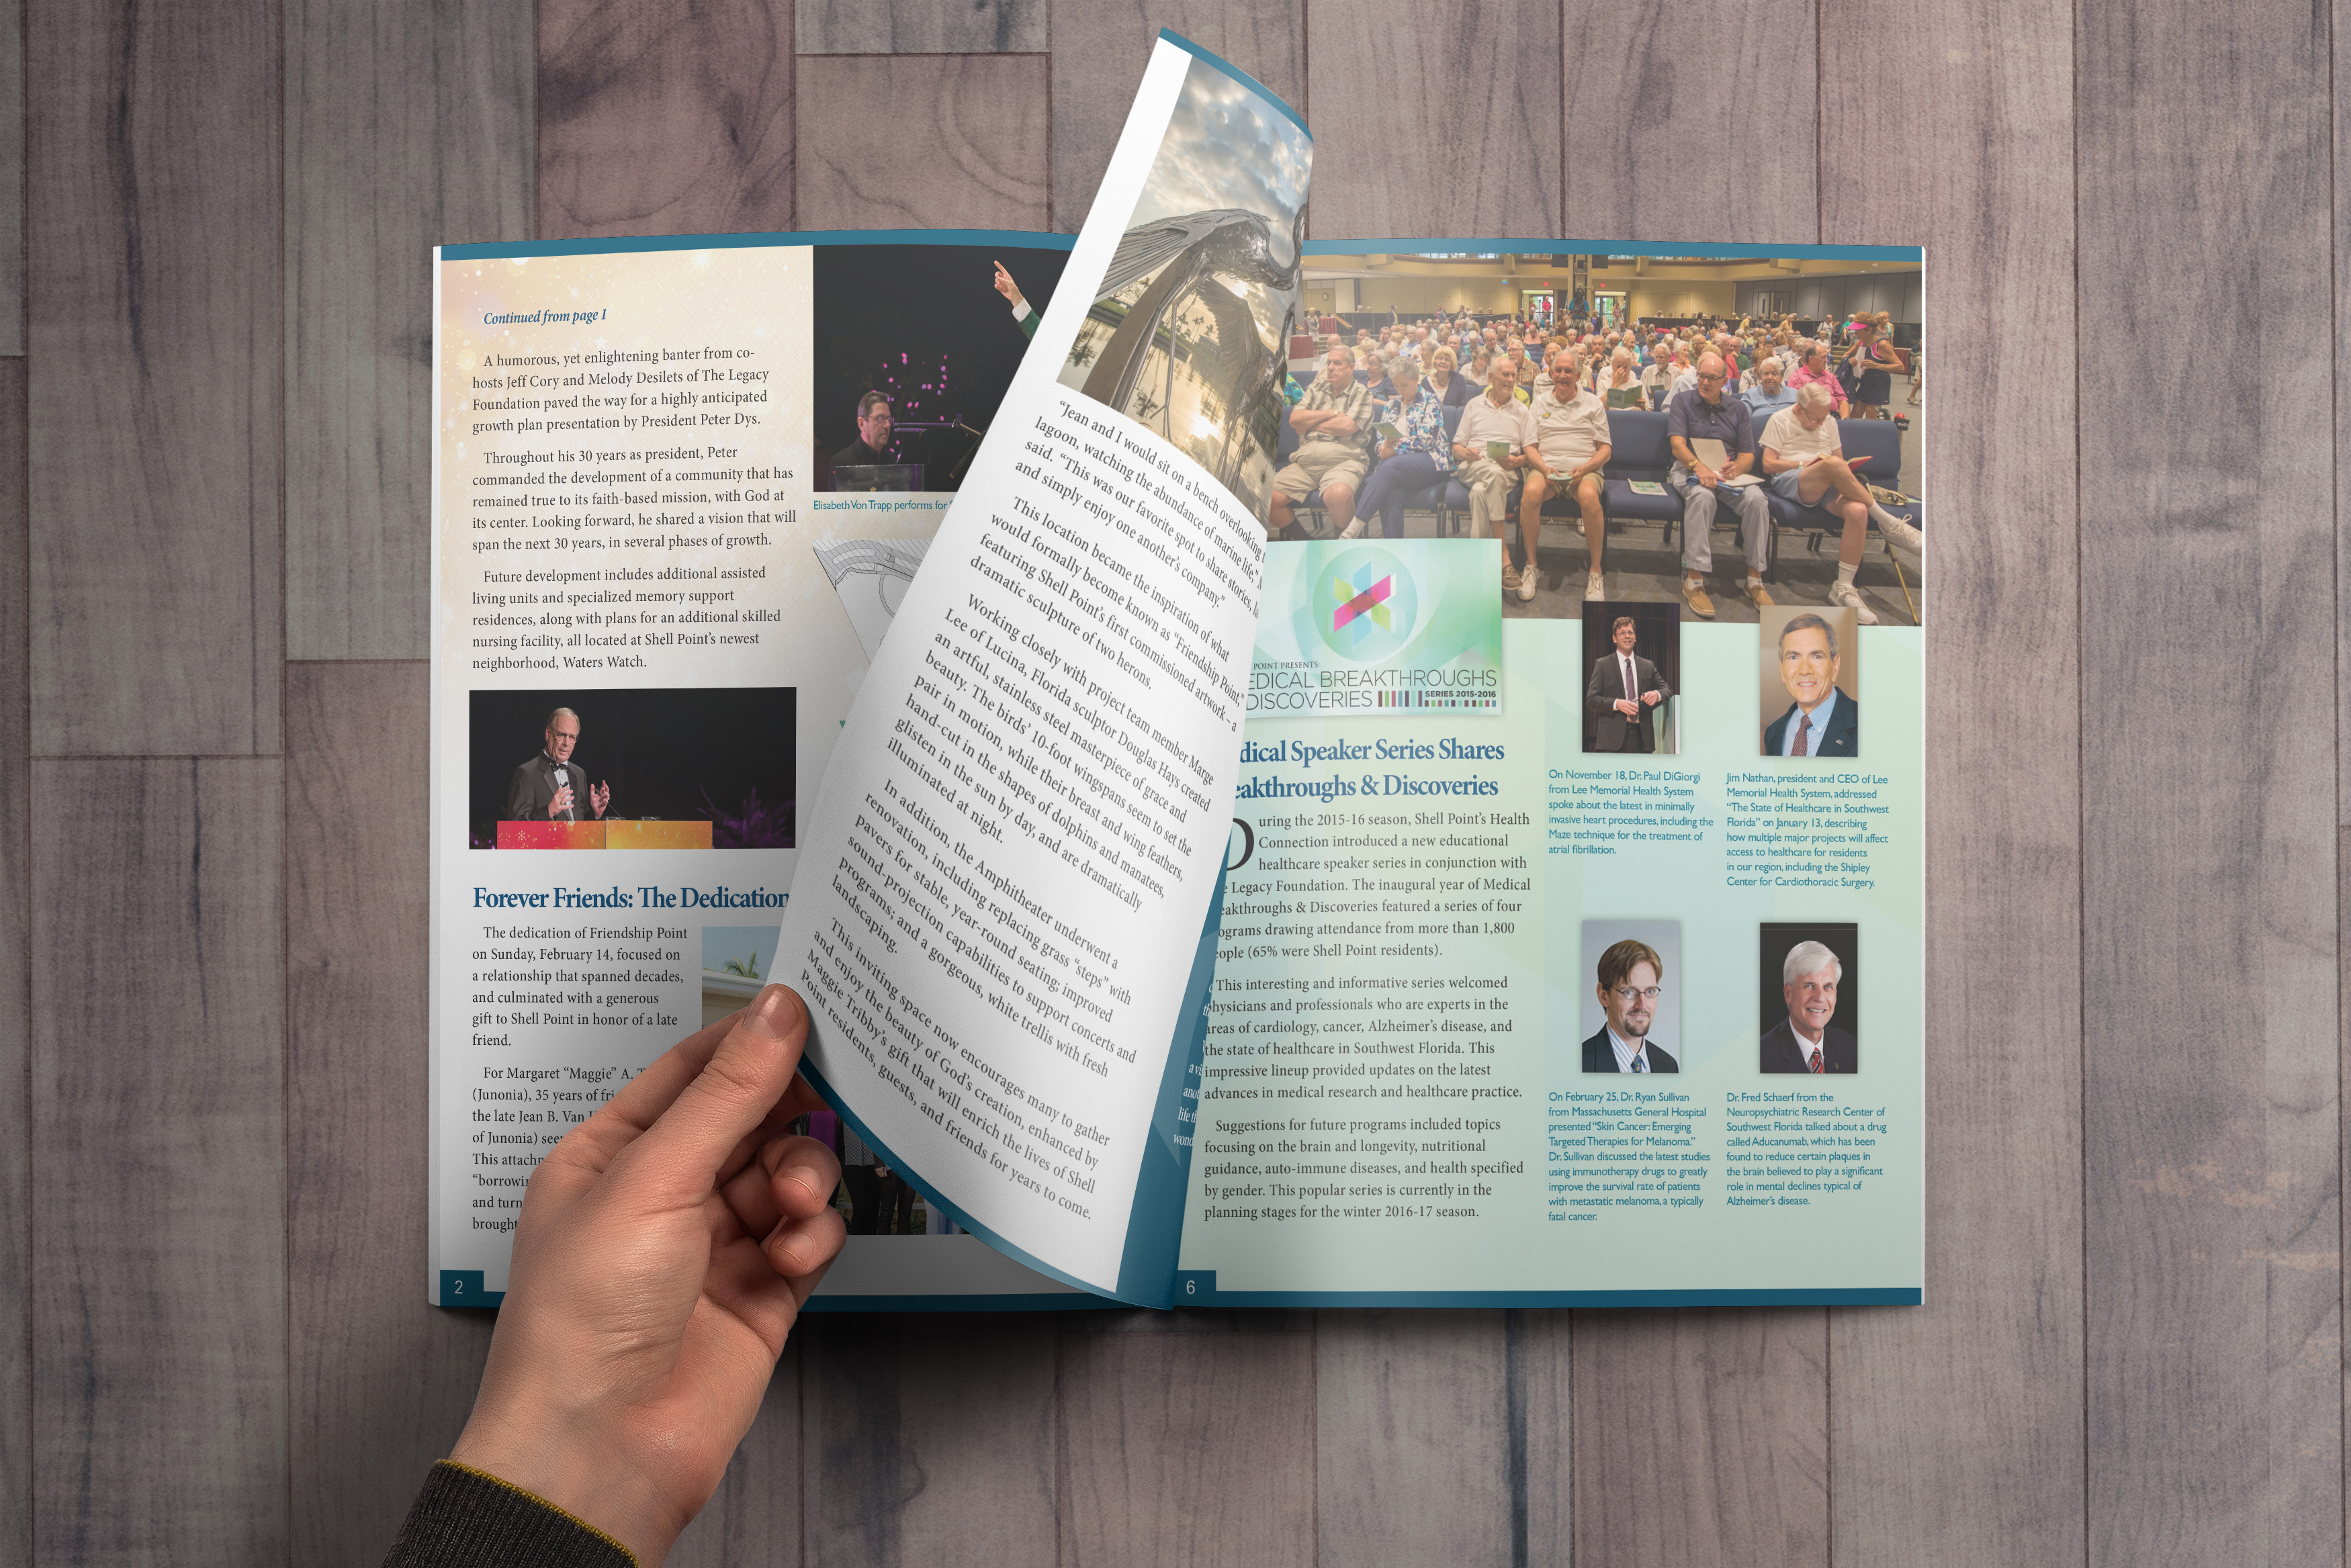 Continued from page 1
A humorous, yet enlightening banter from co-
hosts Jeff Cory and Melody Desilets of The Legacy
Foundation paved the way for a highly anticipated
growth plan presentation by President Peter Dys.
Throughout his 30 years as president, Peter
commanded the development of a community that has
remained true to its faith-based mission, with God at
its center. Looking forward, he shared a vision that will
span the next 30 years, in several phases of growth.
Future development includes additional assisted
living units and specialized memory support
residences, along with plans for an additional skilled
nursing facility, all located at Shell Point's newest
neighborhood, Waters Watch.
Elisabeth Von Trapp performs for
Forever Friends: The Dedication
The dedication of Friendship Point
on Sunday, February 14, focused on
a relationship that spanned decades,
and culminated with a generous
gift to Shell Point in honor of a late
friend.
For Margaret “Maggie” A.
(Junonia), 35 years of
the late Jean B. Van
of Junonia)
This

and turn
brought
2
“Jean and I would sit on a bench overlooking
lagoon, watching the abundance of marine life,”
said. “This was our favorite spot to share stories,
and simply enjoy one another's company.”
This location became the inspiration of what
would formally become known as “Friendship Point,”
featuring Shell Point's first commissioned artwork – a
dramatic sculpture of two herons.
Working closely with project team member Marge
Lee of Lucina, Florida sculptor Douglas Hays created
an artful, stainless steel masterpiece of grace and
beauty. The birds' 10-foot wingspans seem to set the
pair in motion, while their breast and wing feathers,
hand-cut in the shapes of dolphins and manatees,
glisten in the sun by day, and are dramatically
illuminated at night.
In addition, the Amphitheater underwent a
renovation, including replacing grass “steps” with
pavers for stable, year-round seating; improved
sound-projection capabilities to support concerts and
programs; and a gorgeous, white trellis with fresh
landscaping.
This inviting space now encourages many to gather
and enjoy the beauty of God's creation, enhanced by
Maggie Tribby's gift that will enrich the lives of Shell
Point residents, guests, and friends for years to come.
POINT PRESENTS:
EDICAL BREAKTHROUGHS
DISCOVERIES SERIES 2015-2016
dical Speaker Series Shares
eakthroughs & Discoveries
During the 2015-16 season, Shell Point's Health
Connection introduced a new educational
healthcare speaker series in conjunction with
e Legacy Foundation. The inaugural year of Medical
eakthroughs & Discoveries featured a series of four
ograms drawing attendance from more than 1,800
eople (65% were Shell Point residents).
This interesting and informative series welcomed
physicians and professionals who are experts in the
areas of cardiology, cancer, Alzheimer's disease, and
the state of healthcare in Southwest Florida. This
impressive lineup provided updates on the latest
advances in medical research and healthcare practice.
Suggestions for future programs included topics
focusing on the brain and longevity, nutritional
guidance, auto-immune diseases, and health specified
by gender. This popular series is currently in the
planning stages for the winter 2016-17 season.
On November 18, Dr. Paul DiGiorgi
from Lee Memorial Health System
spoke about the latest in minimally
invasive heart procedures, including the
Maze technique for the treatment of
atrial fibrillation.
Jim Nathan, president and CEO of Lee
Memorial Health System, addressed
“The State of Healthcare in Southwest
Florida” on January 13, describing
how multiple major projects will affect
access to healthcare for residents
in our region, including the Shipley
Center for Cardiothoracic Surgery.
On February 25, Dr. Ryan Sullivan
from Massachusetts General Hospital
presented “Skin Cancer: Emerging
Targeted Therapies for Melanoma.”
Dr. Sullivan discussed the latest studies
using immunotherapy drugs to greatly
improve the survival rate of patients
with metastatic melanoma, a typically
fatal cancer.
Dr. Fred Schaerf from the
Neuropsychiatric Research Center of
Southwest Florida talked about a drug
called Aducanumab, which has been
found to reduce certain plaques in
the brain believed to play a significant
role in mental declines typical of
Alzheimer's disease.
6